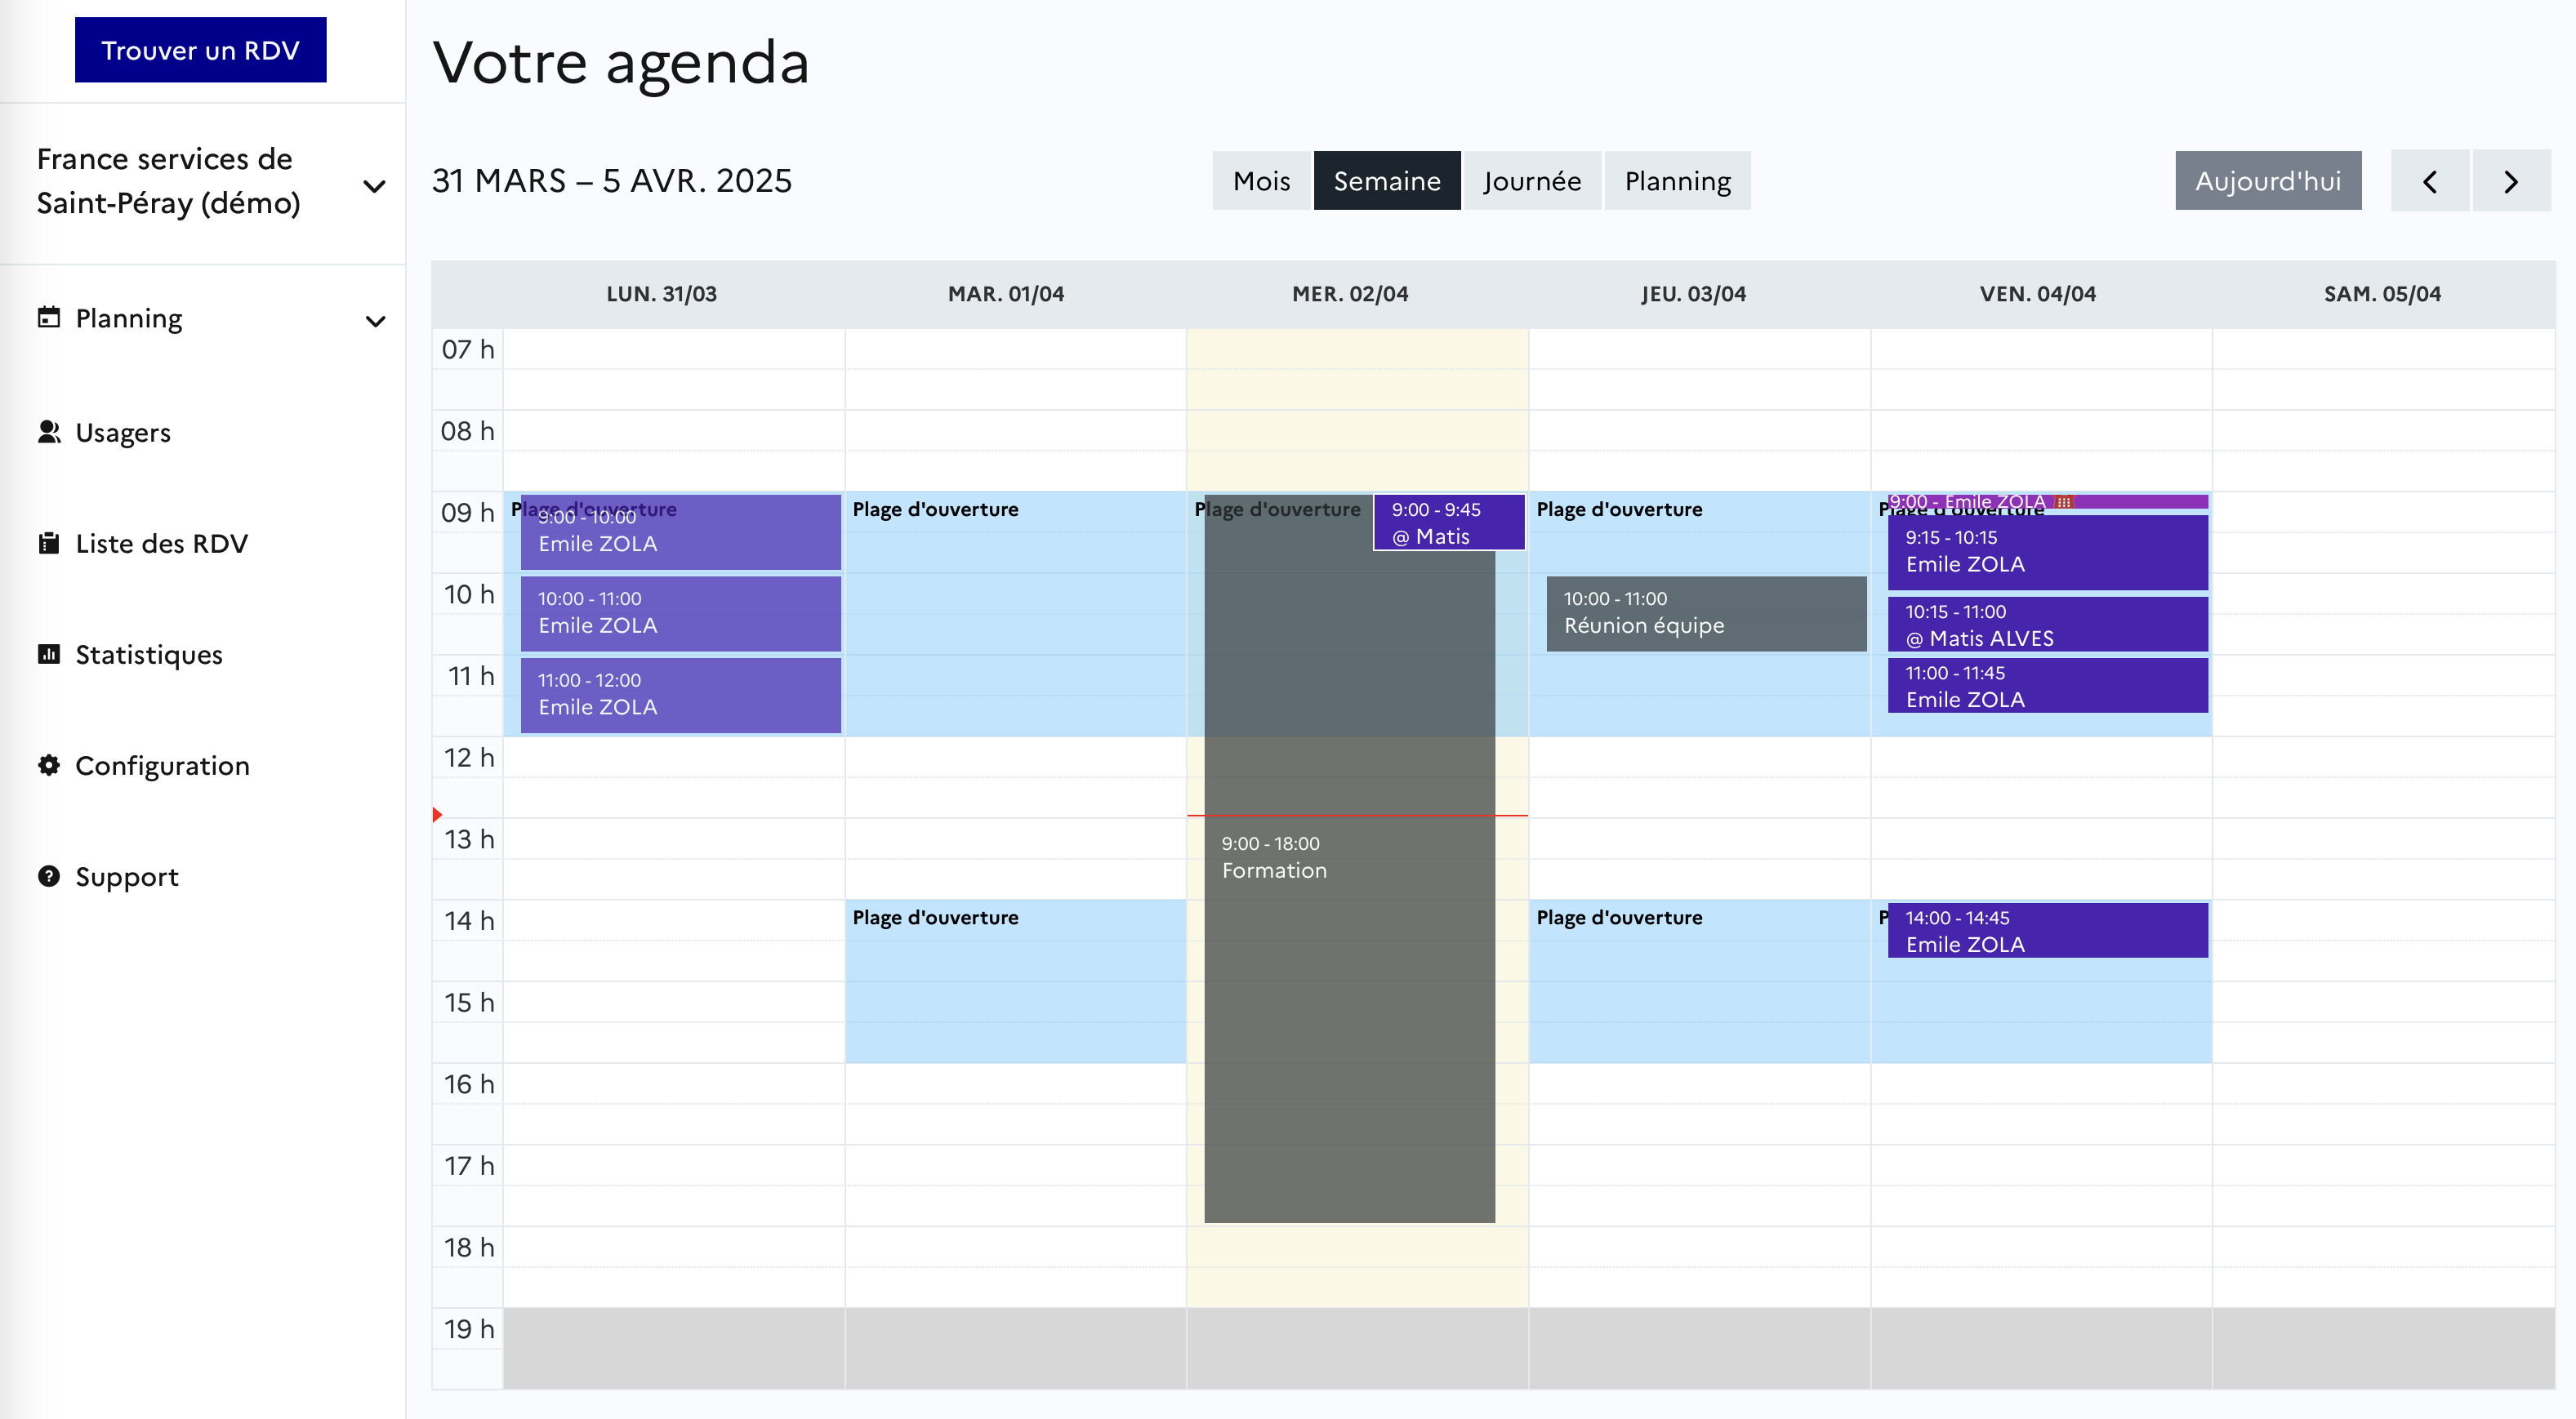 Trouver un RDV
France services de
Saint-Péray (démo)
Planning
Usagers
Liste des RDV
Statistiques
Configuration
Support
Votre agenda
31 MARS – 5 AVR. 2025
Mois Semaine Journée Planning
Aujourd'hui
LUN. 31/03 MAR. 01/04 MER. 02/04 JEU. 03/04 VEN. 04/04 SAM. 05/04
07 h
08 h
09 h
10 h
11 h
12 h
13 h
14 h
15 h
16 h
17 h
18 h
19 h
Plage d'ouverture
9:00 - 10:00
Emile ZOLA
10:00 - 11:00
Emile ZOLA
11:00 - 12:00
Emile ZOLA
Plage d'ouverture
Plage d'ouverture
Plage d'ouverture
9:00 - 9:45
@ Matis
9:00 - 18:00
Formation
Plage d'ouverture
10:00 - 11:00
Réunion équipe
Plage d'ouverture
Plage d'ouverture
9:00 - Emile ZOLA
9:15 - 10:15
Emile ZOLA
10:15 - 11:00
@ Matis ALVES
11:00 - 11:45
Emile ZOLA
14:00 - 14:45
Emile ZOLA